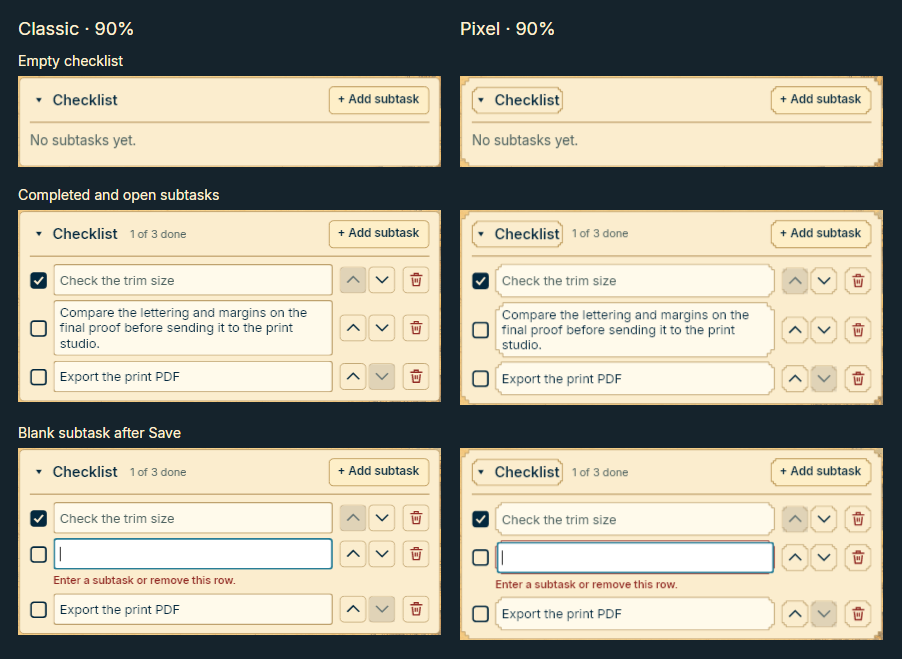 Classic · 90%
Empty checklist
Checklist
+ Add subtask
No subtasks yet.
Completed and open subtasks
Checklist 1 of 3 done
+ Add subtask
Check the trim size
Compare the lettering and margins on the
final proof before sending it to the print
studio.
Export the print PDF
Blank subtask after Save
Checklist 1 of 3 done
+ Add subtask
Check the trim size
Enter a subtask or remove this row.
Export the print PDF
Pixel · 90%
Checklist
+ Add subtask
No subtasks yet.
Checklist 1 of 3 done
+ Add subtask
Check the trim size
Compare the lettering and margins on the
final proof before sending it to the print
studio.
Export the print PDF
Checklist 1 of 3 done
+ Add subtask
Check the trim size
Enter a subtask or remove this row.
Export the print PDF